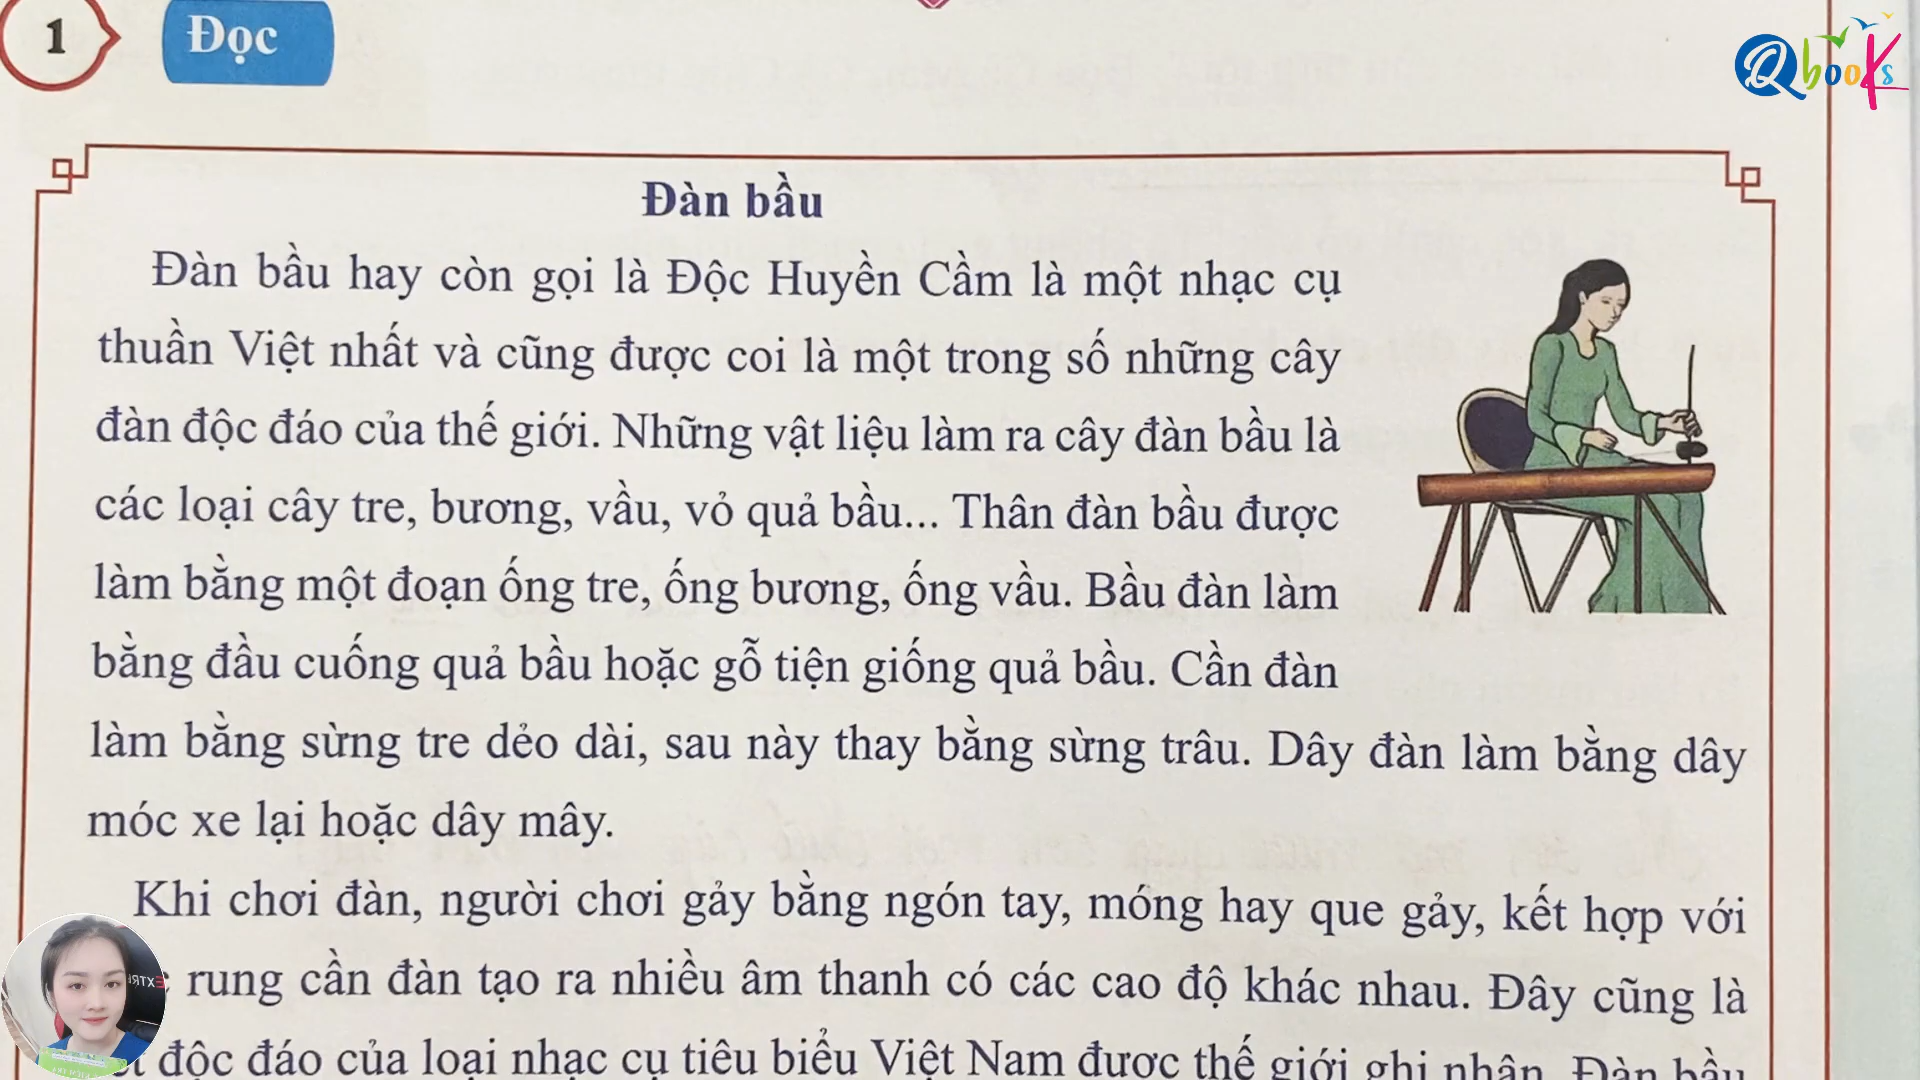 1
Đọc
Qbooks
Đàn bầu
Đàn bầu hay còn gọi là Độc Huyền Cầm là một nhạc cụ
thuần Việt nhất và cũng được coi là một trong số những cây
đàn độc đáo của thế giới. Những vật liệu làm ra cây đàn bầu là
các loại cây tre, bương, vầu, vỏ quả bầu... Thân đàn bầu được
làm bằng một đoạn ống tre, ống bương, ống vầu. Bầu đàn làm
bằng đầu cuống quả bầu hoặc gỗ tiện giống quả bầu. Cần đàn
làm bằng sừng tre dẻo dài, sau này thay bằng sừng trâu. Dây đàn làm bằng dây
móc xe lại hoặc dây mây.
Khi chơi đàn, người chơi gảy bằng ngón tay, móng hay que gảy, kết hợp với
rung cần đàn tạo ra nhiều âm thanh có các cao độ khác nhau. Đây cũng là
độc đáo của loại nhạc cụ tiêu biểu Việt Nam được thế giới ghi nhận. Đàn bầu